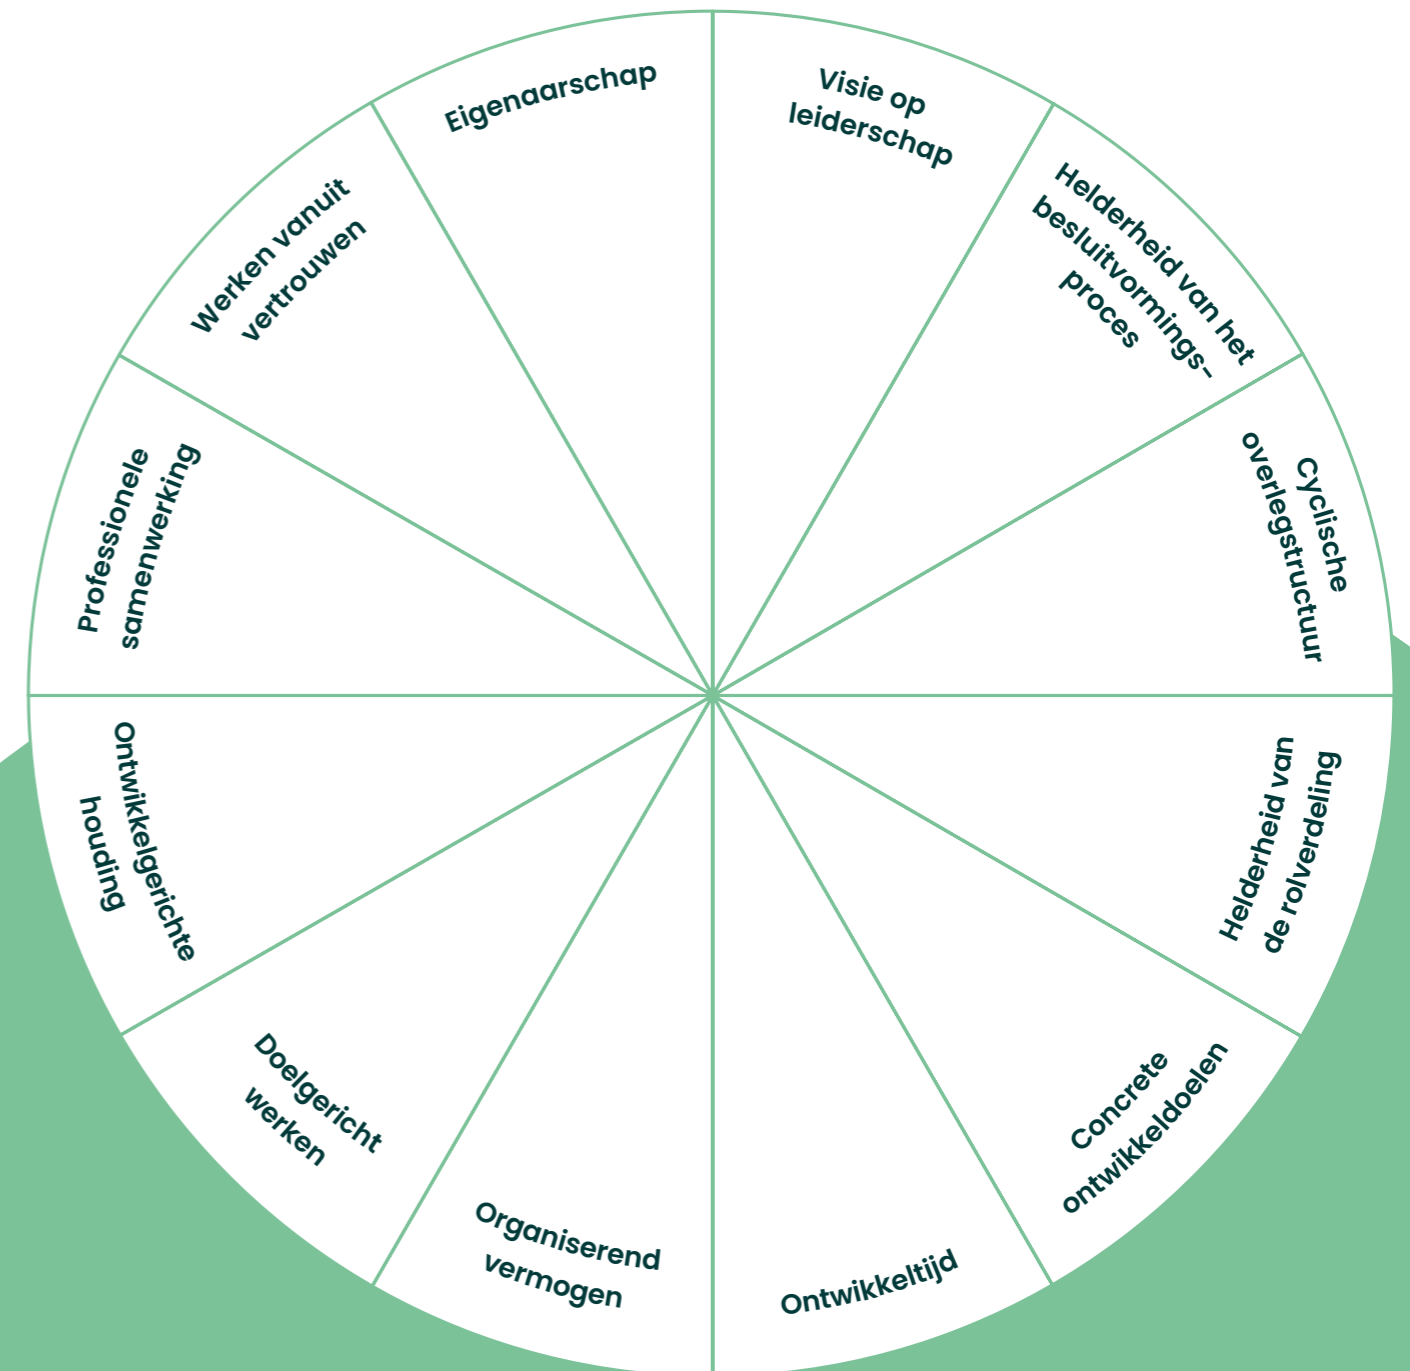 Visie op
leiderschap
Helderheid van het
besluitvormings-
proces
Cyclische
overlegstructuur
Helderheid van
de rolverdeling
Concrete
ontwikkeldoelen
Ontwikkeltijd
Organiserend
vermogen
Doelgericht
werken
Ontwikkelgerichte
houding
Professionele
samenwerking
Werken vanuit
vertrouwen
Eigenaarschap